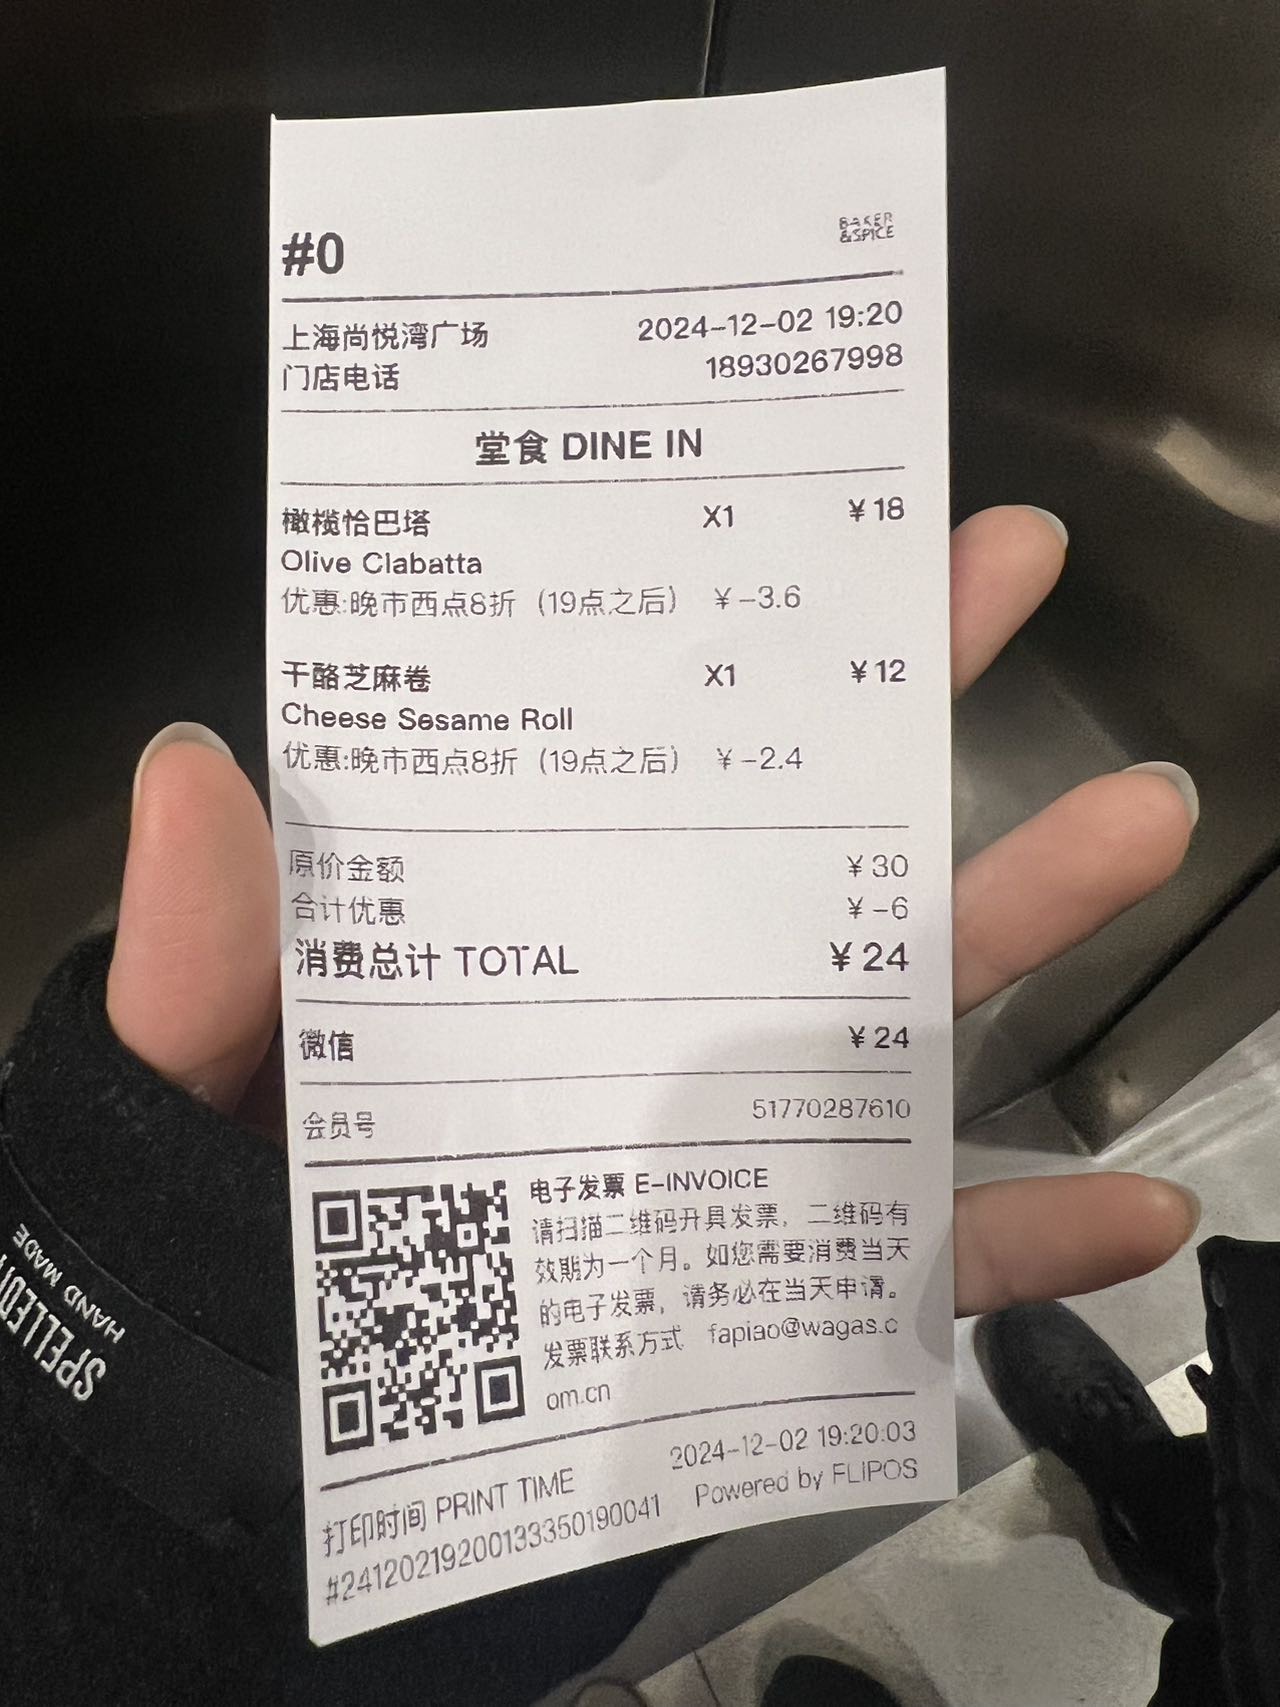 BAKER
&SPICE
#0
上海尚悦湾广场 2024-12-02 19:20
门店电话 18930267998
堂食 DINE IN
橄榄恰巴塔 X1 ¥18
Olive Ciabatta
优惠:晚市西点8折（19点之后） ¥-3.6
干酪芝麻卷 X1 ¥12
Cheese Sesame Roll
优惠:晚市西点8折（19点之后） ¥-2.4
原价金额 ¥30
合计优惠 ¥-6
消费总计 TOTAL ¥24
微信 ¥24
会员号 51770287610
电子发票 E-INVOICE
请扫描二维码开具发票，二维码有
效期为一个月。如您需要消费当天
的电子发票，请务必在当天申请。
发票联系方式 fapiao@wagas.c
om.cn
打印时间 PRINT TIME 2024-12-02 19:20:03
#2412021920013335019004​1 Powered by FLIPOS
HAND MADE